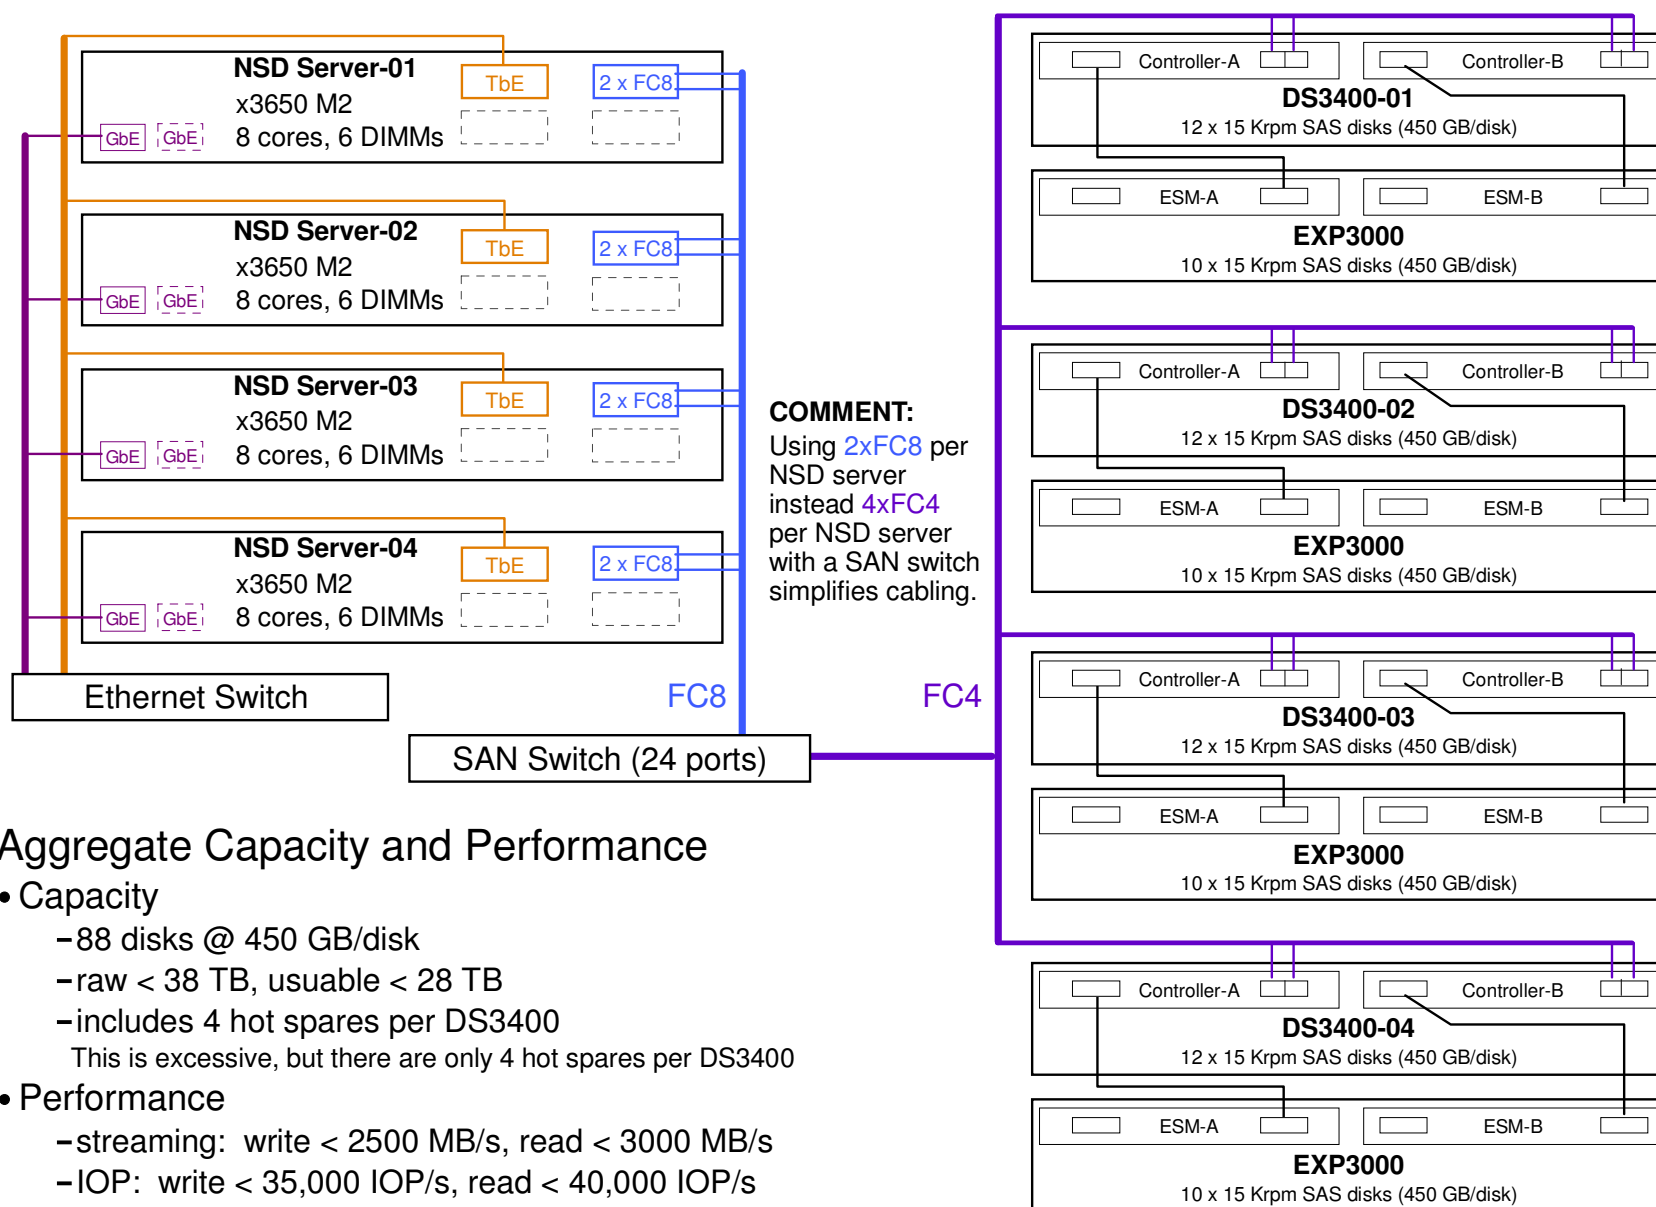 NSD Server-01
x3650 M2
8 cores, 6 DIMMs
GbE
GbE
TbE
2 x FC8
NSD Server-02
x3650 M2
8 cores, 6 DIMMs
GbE
GbE
TbE
2 x FC8
NSD Server-03
x3650 M2
8 cores, 6 DIMMs
GbE
GbE
TbE
2 x FC8
NSD Server-04
x3650 M2
8 cores, 6 DIMMs
GbE
GbE
TbE
2 x FC8
Ethernet Switch
FC8
FC4
SAN Switch (24 ports)
COMMENT:
Using 2xFC8 per
NSD server
instead 4xFC4
per NSD server
with a SAN switch
simplifies cabling.
Controller-A
Controller-B
DS3400-01
12 x 15 Krpm SAS disks (450 GB/disk)
ESM-A
ESM-B
EXP3000
10 x 15 Krpm SAS disks (450 GB/disk)
Controller-A
Controller-B
DS3400-02
12 x 15 Krpm SAS disks (450 GB/disk)
ESM-A
ESM-B
EXP3000
10 x 15 Krpm SAS disks (450 GB/disk)
Controller-A
Controller-B
DS3400-03
12 x 15 Krpm SAS disks (450 GB/disk)
ESM-A
ESM-B
EXP3000
10 x 15 Krpm SAS disks (450 GB/disk)
Controller-A
Controller-B
DS3400-04
12 x 15 Krpm SAS disks (450 GB/disk)
ESM-A
ESM-B
EXP3000
10 x 15 Krpm SAS disks (450 GB/disk)
Aggregate Capacity and Performance
• Capacity
–88 disks @ 450 GB/disk
–raw < 38 TB, usuable < 28 TB
–includes 4 hot spares per DS3400
This is excessive, but there are only 4 hot spares per DS3400
• Performance
–streaming: write < 2500 MB/s, read < 3000 MB/s
–IOP: write < 35,000 IOP/s, read < 40,000 IOP/s